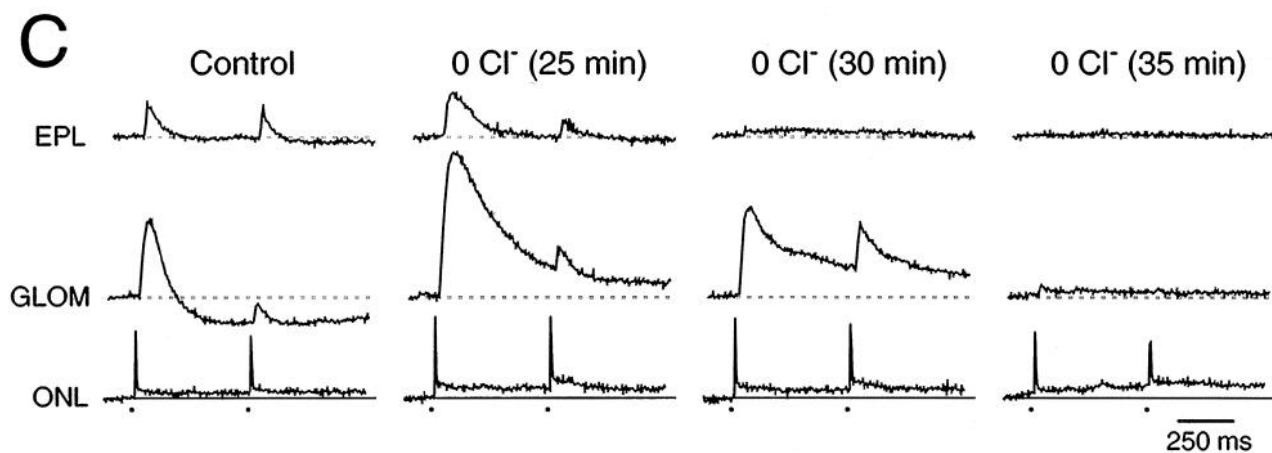 C
Control 0 Cl⁻ (25 min) 0 Cl⁻ (30 min) 0 Cl⁻ (35 min)
EPL
GLOM
ONL
250 ms